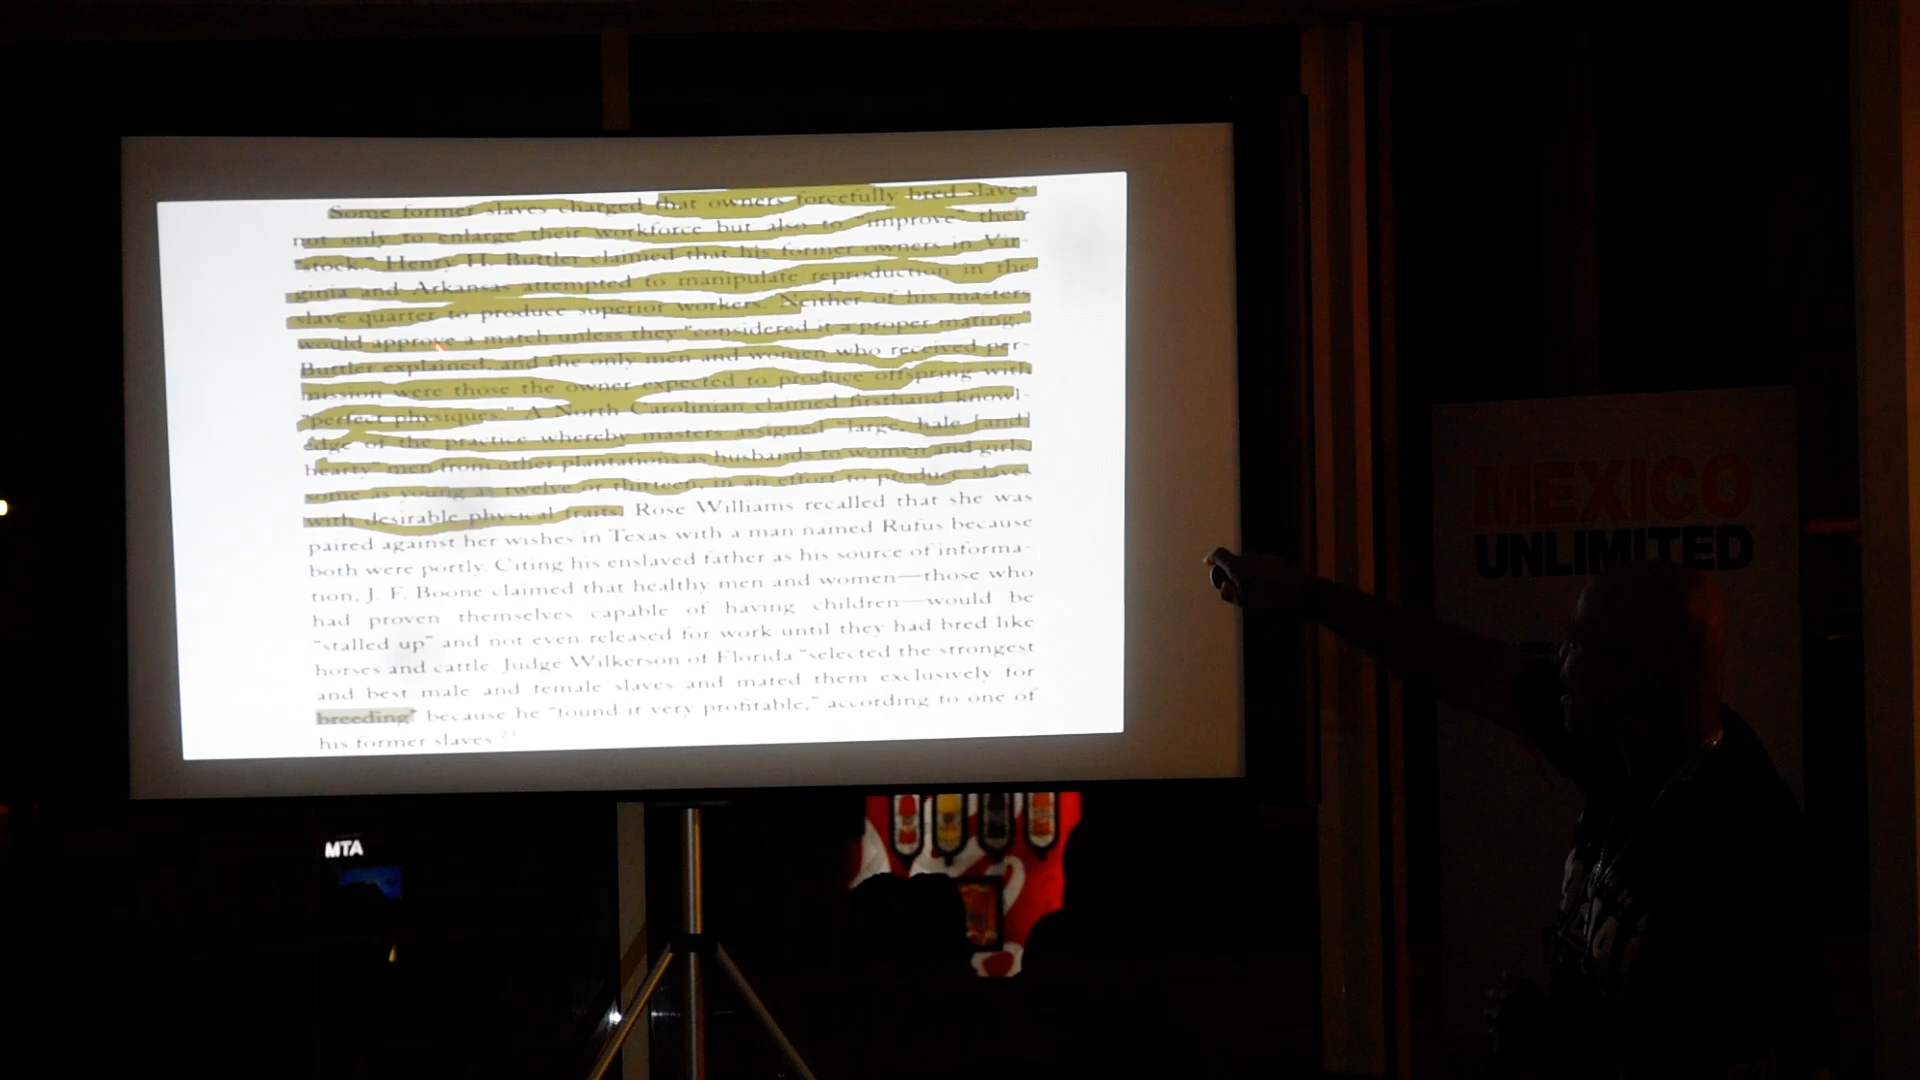 Some former slaves charged that owners forcefully bred slaves
not only to enlarge their workforce but also to "improve" their
"stock." Henry H. Buttler claimed that his former owners in Vir-
ginia and Arkansas attempted to manipulate reproduction in the
slave quarter to produce superior workers. Neither of his masters
would approve a match unless they "considered it a proper mating,"
Buttler explained, and the only men and women who received per-
mission were those the owner expected to produce offspring with
"perfect physiques." A North Carolinian claimed firsthand knowl-
edge of the practice whereby masters assigned "large, hale [and]
hearty" men from other plantations as husbands to women and girls,
some as young as twelve or thirteen, in an effort to produce slaves
with desirable physical traits. Rose Williams recalled that she was
paired against her wishes in Texas with a man named Rufus because
both were portly. Citing his enslaved father as his source of informa-
tion, J. F. Boone claimed that healthy men and women—those who
had proven themselves capable of having children—would be
"stalled up" and not even released for work until they had bred like
horses and cattle. Judge Wilkerson of Florida "selected the strongest
and best male and female slaves and mated them exclusively for
breeding" because he "found it very profitable," according to one of
his former slaves.
MEXICO
UNLIMITED
MTA